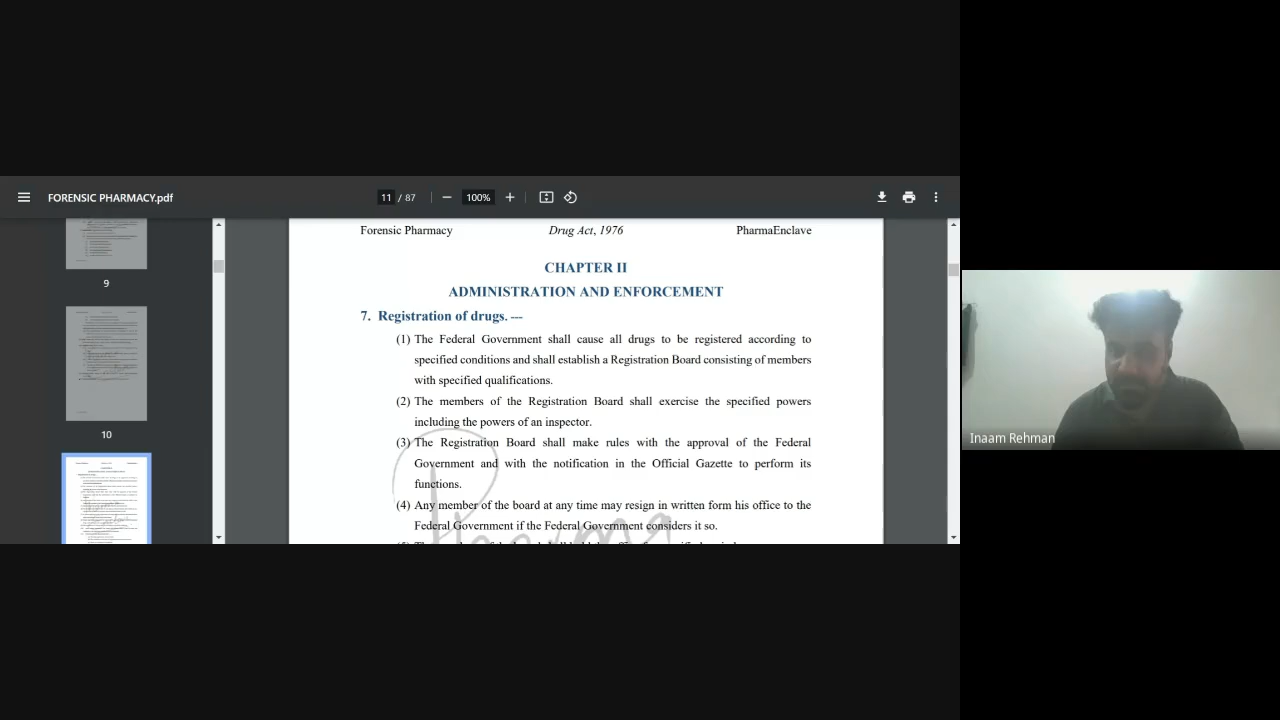 FORENSIC PHARMACY.pdf
11 / 87
100%
9
10
Forensic Pharmacy Drug Act, 1976 PharmaEnclave
CHAPTER II
ADMINISTRATION AND ENFORCEMENT
7. Registration of drugs. ---
(1) The Federal Government shall cause all drugs to be registered according to
specified conditions and shall establish a Registration Board consisting of members
with specified qualifications.
(2) The members of the Registration Board shall exercise the specified powers
including the powers of an inspector.
(3) The Registration Board shall make rules with the approval of the Federal
Government and with the notification in the Official Gazette to perform its
functions.
(4) Any member of the board at any time may resign in written form his office to the
Federal Government if the Federal Government considers it so.
Pharma
Inaam Rehman